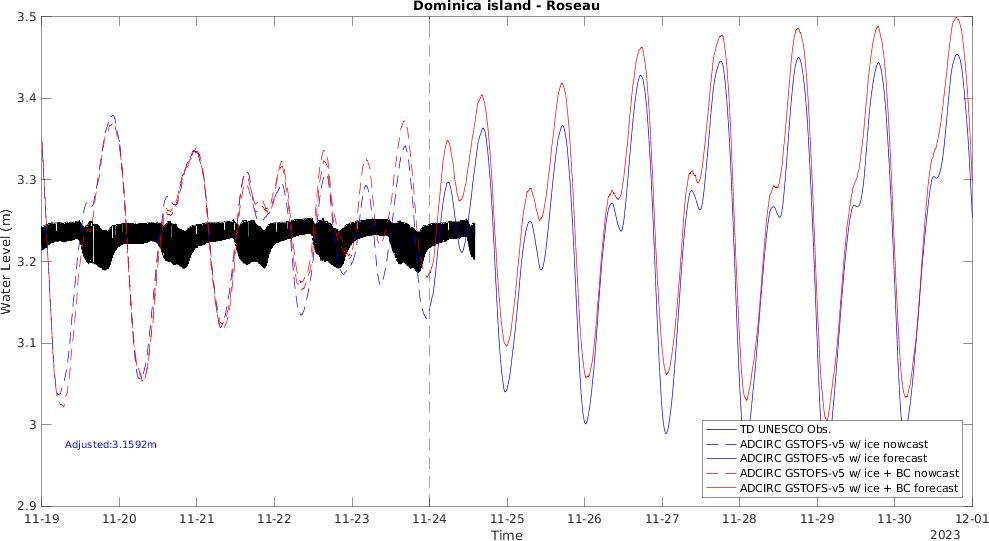 Dominica island - Roseau
3.5
3.4
3.3
3.2
3.1
3
2.9
Water Level (m)
Adjusted:3.1592m
TD UNESCO Obs.
ADCIRC GSTOFS-v5 w/ ice nowcast
ADCIRC GSTOFS-v5 w/ ice forecast
ADCIRC GSTOFS-v5 w/ ice + BC nowcast
ADCIRC GSTOFS-v5 w/ ice + BC forecast
11-19 11-20 11-21 11-22 11-23 11-24 11-25 11-26 11-27 11-28 11-29 11-30 12-01
Time
2023